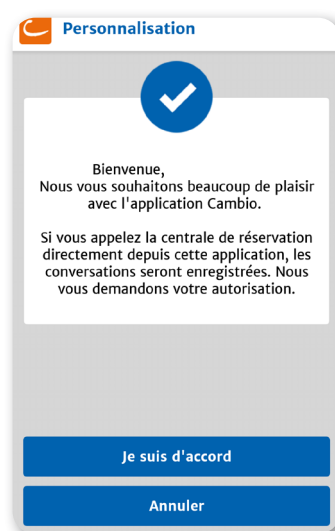 Personnalisation
Bienvenue,
Nous vous souhaitons beaucoup de plaisir
avec l'application Cambio.
Si vous appelez la centrale de réservation
directement depuis cette application, les
conversations seront enregistrées. Nous
vous demandons votre autorisation.
Je suis d'accord
Annuler